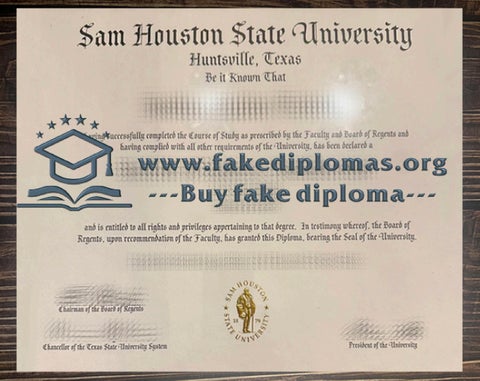 Sam Houston State University
Huntsville, Texas
Be it Known That
successfully completed the Course of Study as prescribed by the Faculty and Board of Regents and
having complied with all other requirements of the University, has been declared a
www.fakediplomas.org
---Buy fake diploma---
and is entitled to all rights and privileges appertaining to that degree. In testimony whereof, the Board of
Regents, upon recommendation of the Faculty, has granted this Diploma, bearing the Seal of the University.
Chairman of the Board of Regents
SAM HOUSTON
STATE UNIVERSITY
Chancellor of the Texas State University System
President of the University